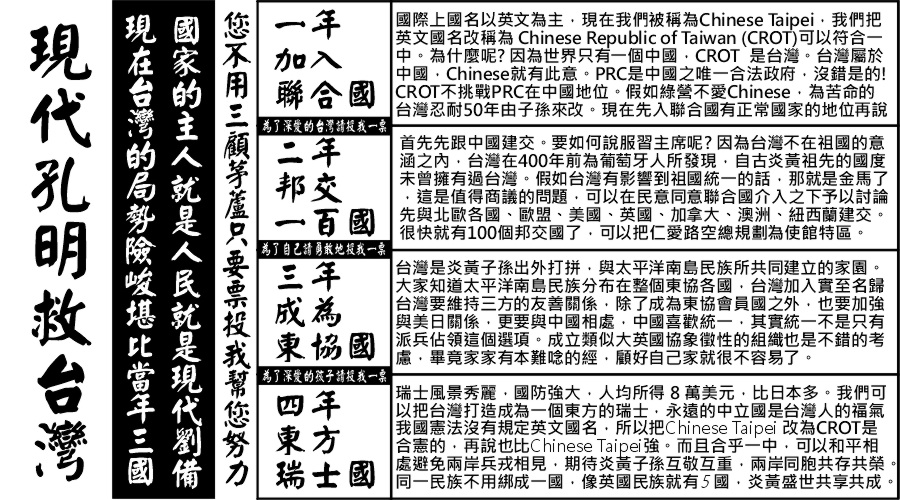 現代孔明救台灣
國家的主人就是人民就是現代劉備
現在台灣的局勢險峻堪比當年三國
您不用三顧茅蘆只要票投我幫您努力
一年
加入
聯合國
國際上國名以英文為主，現在我們被稱為Chinese Taipei，我們把
英文國名改稱為 Chinese Republic of Taiwan (CROT)可以符合一
中。為什麼呢? 因為世界只有一個中國，CROT 是台灣。台灣屬於
中國，Chinese就有此意。PRC是中國之唯一合法政府，沒錯是的!
CROT不挑戰PRC在中國地位。假如綠營不愛Chinese，為苦命的
台灣忍耐50年由子孫來改。現在先入聯合國有正常國家的地位再說
為了深愛的台灣請投我一票
二年
邦交
一百國
首先先跟中國建交。要如何說服習主席呢? 因為台灣不在祖國的意
涵之內，台灣在400年前為葡萄牙人所發現，自古炎黃祖先的國度
未曾擁有過台灣。假如台灣有影響到祖國統一的話，那就是金馬了
，這是值得商議的問題，可以在民意同意聯合國介入之下予以討論
先與北歐各國、歐盟、美國、英國、加拿大、澳洲、紐西蘭建交。
很快就有100個邦交國了，可以把仁愛路空總規劃為使館特區。
為了自己請勇敢地投我一票
三年
成為
東協國
台灣是炎黃子孫出外打拼，與太平洋南島民族所共同建立的家園。
大家知道太平洋南島民族分布在整個東協各國，台灣加入實至名歸
台灣要維持三方的友善關係，除了成為東協會員國之外，也要加強
與美日關係，更要與中國相處，中國喜歡統一，其實統一不是只有
派兵佔領這個選項。成立類似大英國協象徵性的組織也是不錯的考
慮，畢竟家家有本難唸的經，顧好自己家就很不容易了。
為了深愛的孩子請投我一票
四年
東方
瑞士國
瑞士風景秀麗，國防強大，人均所得 8 萬美元，比日本多。我們可
以把台灣打造成為一個東方的瑞士，永遠的中立國是台灣人的福氣
我國憲法沒有規定英文國名，所以把Chinese Taipei 改為CROT是
合憲的，再說也比Chinese Taipei強。而且合乎一中，可以和平相
處避免兩岸兵戎相見，期待炎黃子孫互敬互重，兩岸同胞共存共榮。
同一民族不用綁成一國，像英國民族就有5國，炎黃盛世共享共成。